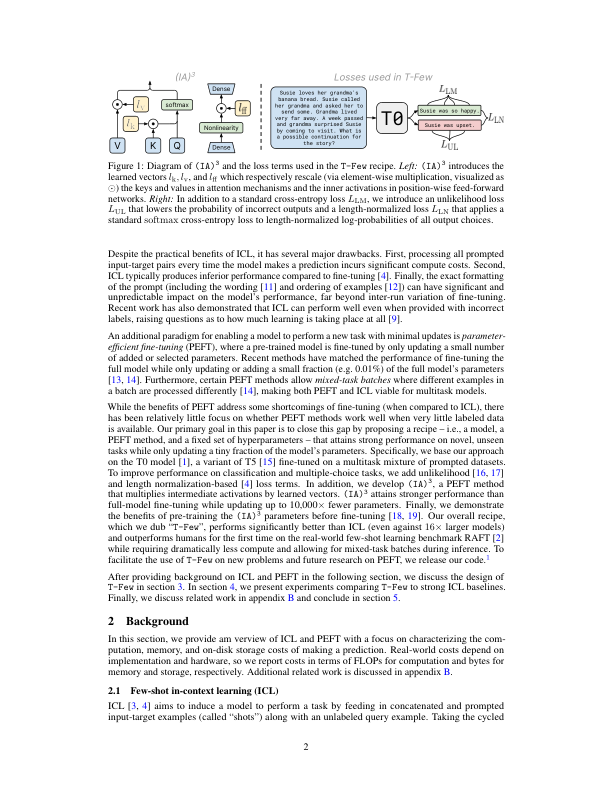 (IA)³
Losses used in T-Few
l_v
softmax
l_k
V
K
Q
Dense
l_ff
Nonlinearity
Dense
Susie loves her grandma's
banana bread. Susie called
her grandma and asked her to
send some. Grandma lived
very far away. A week passed
and grandma surprised Susie
by coming to visit. What is
a possible continuation for
the story?
T0
L_LM
Susie was so happy.
Susie was upset.
L_LN
L_UL
Figure 1: Diagram of (IA)³ and the loss terms used in the T-Few recipe. Left: (IA)³ introduces the
learned vectors l_k, l_v, and l_ff which respectively rescale (via element-wise multiplication, visualized as
⊙) the keys and values in attention mechanisms and the inner activations in position-wise feed-forward
networks. Right: In addition to a standard cross-entropy loss L_LM, we introduce an unlikelihood loss
L_UL that lowers the probability of incorrect outputs and a length-normalized loss L_LN that applies a
standard softmax cross-entropy loss to length-normalized log-probabilities of all output choices.
Despite the practical benefits of ICL, it has several major drawbacks. First, processing all prompted
input-target pairs every time the model makes a prediction incurs significant compute costs. Second,
ICL typically produces inferior performance compared to fine-tuning [4]. Finally, the exact formatting
of the prompt (including the wording [11] and ordering of examples [12]) can have significant and
unpredictable impact on the model's performance, far beyond inter-run variation of fine-tuning.
Recent work has also demonstrated that ICL can perform well even when provided with incorrect
labels, raising questions as to how much learning is taking place at all [9].
An additional paradigm for enabling a model to perform a new task with minimal updates is parameter-
efficient fine-tuning (PEFT), where a pre-trained model is fine-tuned by only updating a small number
of added or selected parameters. Recent methods have matched the performance of fine-tuning the
full model while only updating or adding a small fraction (e.g. 0.01%) of the full model's parameters
[13, 14]. Furthermore, certain PEFT methods allow mixed-task batches where different examples in
a batch are processed differently [14], making both PEFT and ICL viable for multitask models.
While the benefits of PEFT address some shortcomings of fine-tuning (when compared to ICL), there
has been relatively little focus on whether PEFT methods work well when very little labeled data
is available. Our primary goal in this paper is to close this gap by proposing a recipe – i.e., a model, a
PEFT method, and a fixed set of hyperparameters – that attains strong performance on novel, unseen
tasks while only updating a tiny fraction of the model's parameters. Specifically, we base our approach
on the T0 model [1], a variant of T5 [15] fine-tuned on a multitask mixture of prompted datasets.
To improve performance on classification and multiple-choice tasks, we add unlikelihood [16, 17]
and length normalization-based [4] loss terms. In addition, we develop (IA)³, a PEFT method
that multiplies intermediate activations by learned vectors. (IA)³ attains stronger performance than
full-model fine-tuning while updating up to 10,000× fewer parameters. Finally, we demonstrate
the benefits of pre-training the (IA)³ parameters before fine-tuning [18, 19]. Our overall recipe,
which we dub “T-Few”, performs significantly better than ICL (even against 16× larger models)
and outperforms humans for the first time on the real-world few-shot learning benchmark RAFT [2]
while requiring dramatically less compute and allowing for mixed-task batches during inference. To
facilitate the use of T-Few on new problems and future research on PEFT, we release our code.¹
After providing background on ICL and PEFT in the following section, we discuss the design of
T-Few in section 3. In section 4, we present experiments comparing T-Few to strong ICL baselines.
Finally, we discuss related work in appendix B and conclude in section 5.
2 Background
In this section, we provide am verview of ICL and PEFT with a focus on characterizing the com-
putation, memory, and on-disk storage costs of making a prediction. Real-world costs depend on
implementation and hardware, so we report costs in terms of FLOPs for computation and bytes for
memory and storage, respectively. Additional related work is discussed in appendix B.
2.1 Few-shot in-context learning (ICL)
ICL [3, 4] aims to induce a model to perform a task by feeding in concatenated and prompted
input-target examples (called “shots”) along with an unlabeled query example. Taking the cycled
2